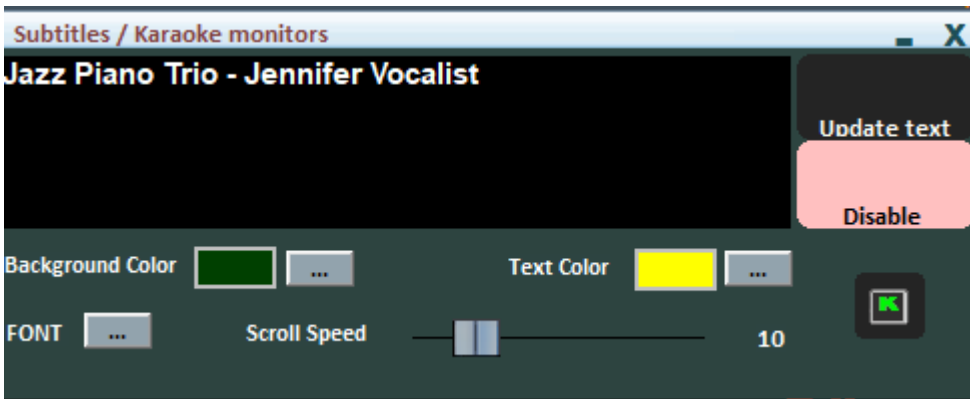 Subtitles / Karaoke monitors
Jazz Piano Trio - Jennifer Vocalist
Update text
Disable
Background Color ...
Text Color ...
FONT ...
Scroll Speed 10
K